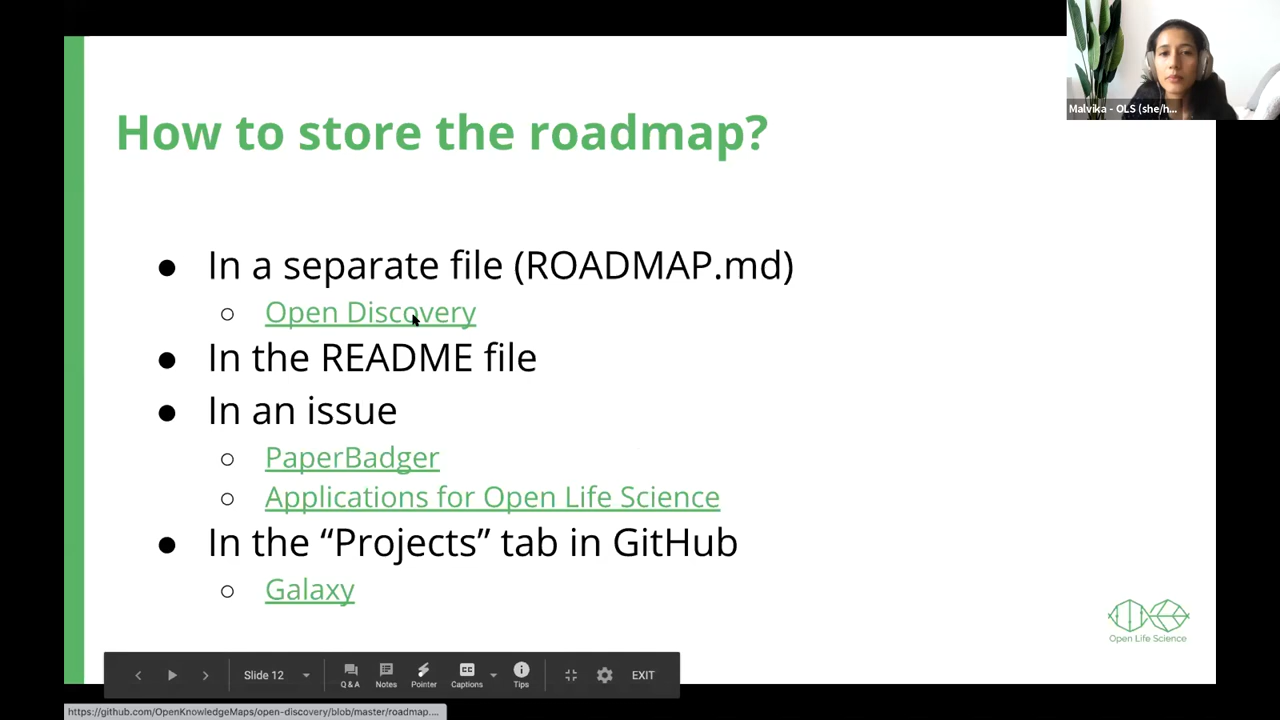 Malvika - OLS (she/h...
How to store the roadmap?
● In a separate file (ROADMAP.md)
○ Open Discovery
● In the README file
● In an issue
○ PaperBadger
○ Applications for Open Life Science
● In the “Projects” tab in GitHub
○ Galaxy
Open Life Science
Slide 12
Q & A
Notes
Pointer
Captions
Tips
EXIT
https://github.com/OpenKnowledgeMaps/open-discovery/blob/master/roadmap....